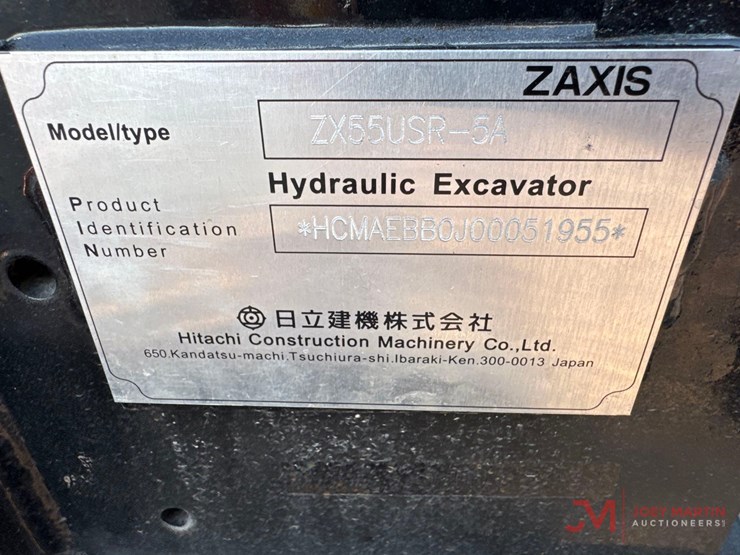 ZAXIS
Model/type ZX55USR-5A
Hydraulic Excavator
Product
Identification *HCMAEBB0J00051955*
Number
日立建機株式会社
Hitachi Construction Machinery Co.,Ltd.
650.Kandatsu-machi.Tsuchiura-shi.Ibaraki-Ken.300-0013 Japan
JM JOEY MARTIN
AUCTIONEERS